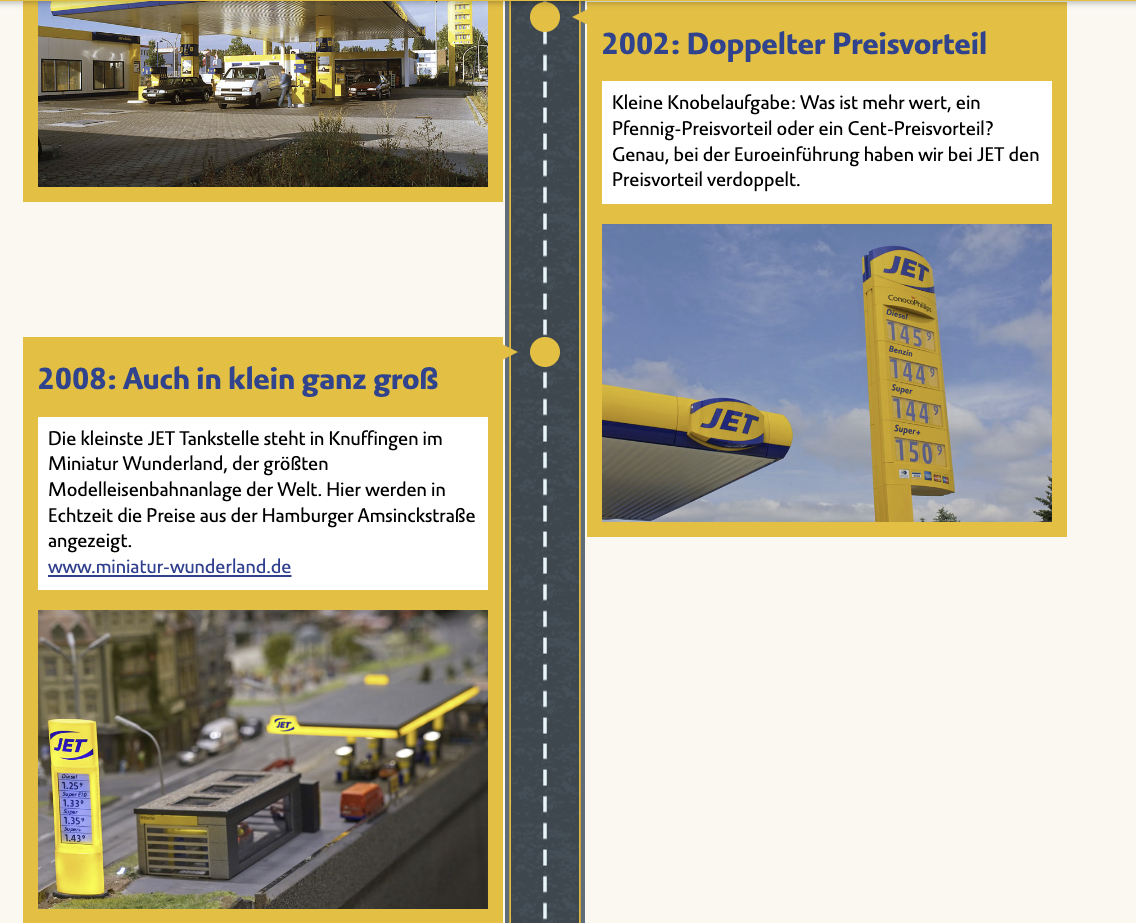 2002: Doppelter Preisvorteil
Kleine Knobelaufgabe: Was ist mehr wert, ein
Pfennig-Preisvorteil oder ein Cent-Preisvorteil?
Genau, bei der Euroeinführung haben wir bei JET den
Preisvorteil verdoppelt.
JET
ConocoPhillips
Diesel
145⁹
Benzin
144⁹
Super
144⁹
Super+
150⁹
JET
2008: Auch in klein ganz groß
Die kleinste JET Tankstelle steht in Knuffingen im
Miniatur Wunderland, der größten
Modelleisenbahnanlage der Welt. Hier werden in
Echtzeit die Preise aus der Hamburger Amsinckstraße
angezeigt.
www.miniatur-wunderland.de
JET
JET
Diesel
1.25⁹
Super E10
1.33⁹
Super
1.35⁹
Super+
1.43⁹